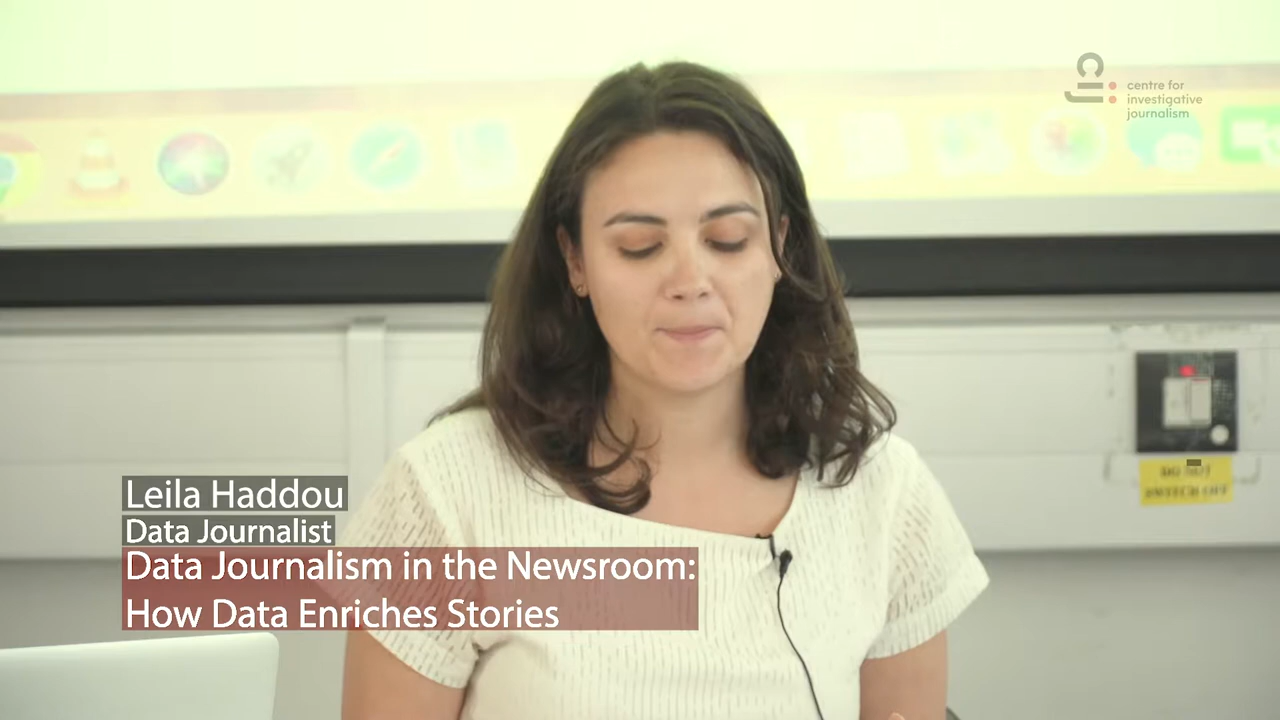 centre for
investigative
journalism
Leila Haddou
Data Journalist
Data Journalism in the Newsroom:
How Data Enriches Stories